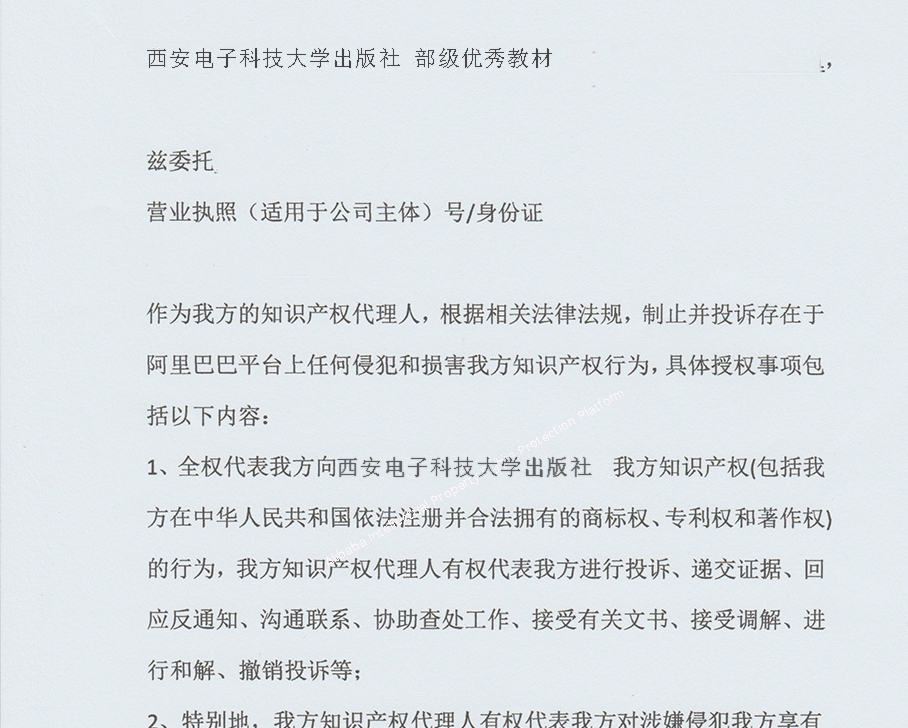 西安电子科技大学出版社 部级优秀教材 ，
兹委托
营业执照（适用于公司主体）号/身份证
作为我方的知识产权代理人，根据相关法律法规，制止并投诉存在于
阿里巴巴平台上任何侵犯和损害我方知识产权行为，具体授权事项包
括以下内容：
1、全权代表我方向西安电子科技大学出版社 我方知识产权(包括我
方在中华人民共和国依法注册并合法拥有的商标权、专利权和著作权)
的行为，我方知识产权代理人有权代表我方进行投诉、递交证据、回
应反通知、沟通联系、协助查处工作、接受有关文书、接受调解、进
行和解、撤销投诉等；
2、特别地，我方知识产权代理人有权代表我方对涉嫌侵犯我方享有
Alibaba Intellectual Property Protection Platform